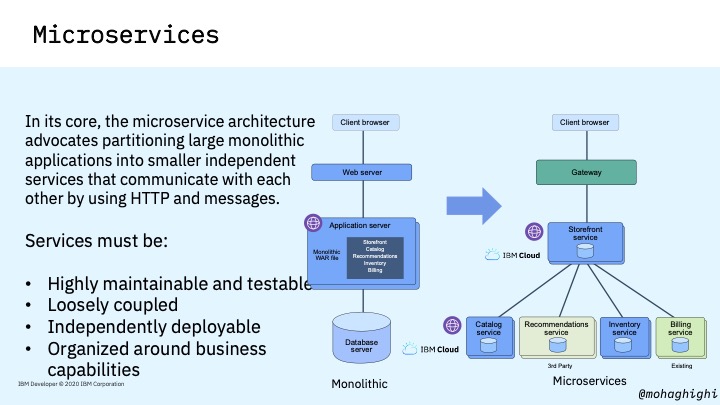 Microservices
In its core, the microservice architecture
advocates partitioning large monolithic
applications into smaller independent
services that communicate with each
other by using HTTP and messages.
Services must be:
• Highly maintainable and testable
• Loosely coupled
• Independently deployable
• Organized around business
capabilities
Client browser
Web server
Application server
Monolithic
WAR file
Storefront
Catalog
Recommendations
Inventory
Billing
Database
server
Monolithic
Client browser
Gateway
Storefront
service
IBM Cloud
Catalog
service
Recommendations
service
Inventory
service
Billing
service
IBM Cloud
3rd Party
Existing
Microservices
IBM Developer © 2020 IBM Corporation
@mohaghighi